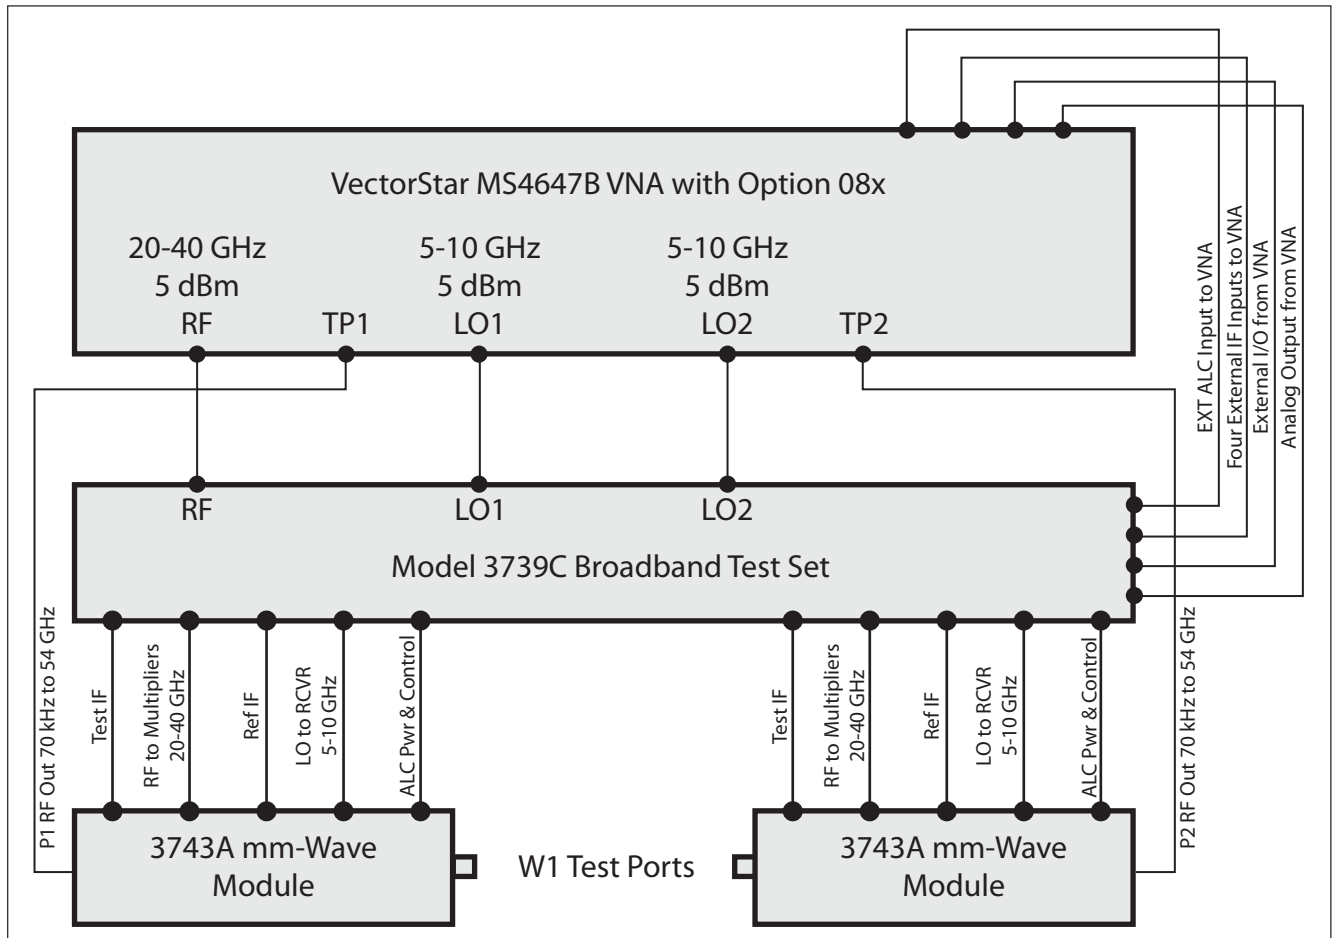 VectorStar MS4647B VNA with Option 08x
20-40 GHz
5 dBm
RF
TP1
5-10 GHz
5 dBm
LO1
5-10 GHz
5 dBm
LO2
TP2
EXT ALC Input to VNA
Four External IF Inputs to VNA
External I/O from VNA
Analog Output from VNA
RF
LO1
LO2
Model 3739C Broadband Test Set
P1 RF Out 70 kHz to 54 GHz
Test IF
RF to Multipliers
20-40 GHz
Ref IF
LO to RCVR
5-10 GHz
ALC Pwr & Control
Test IF
RF to Multipliers
20-40 GHz
Ref IF
LO to RCVR
5-10 GHz
ALC Pwr & Control
P2 RF Out 70 kHz to 54 GHz
3743A mm-Wave
Module
W1 Test Ports
3743A mm-Wave
Module